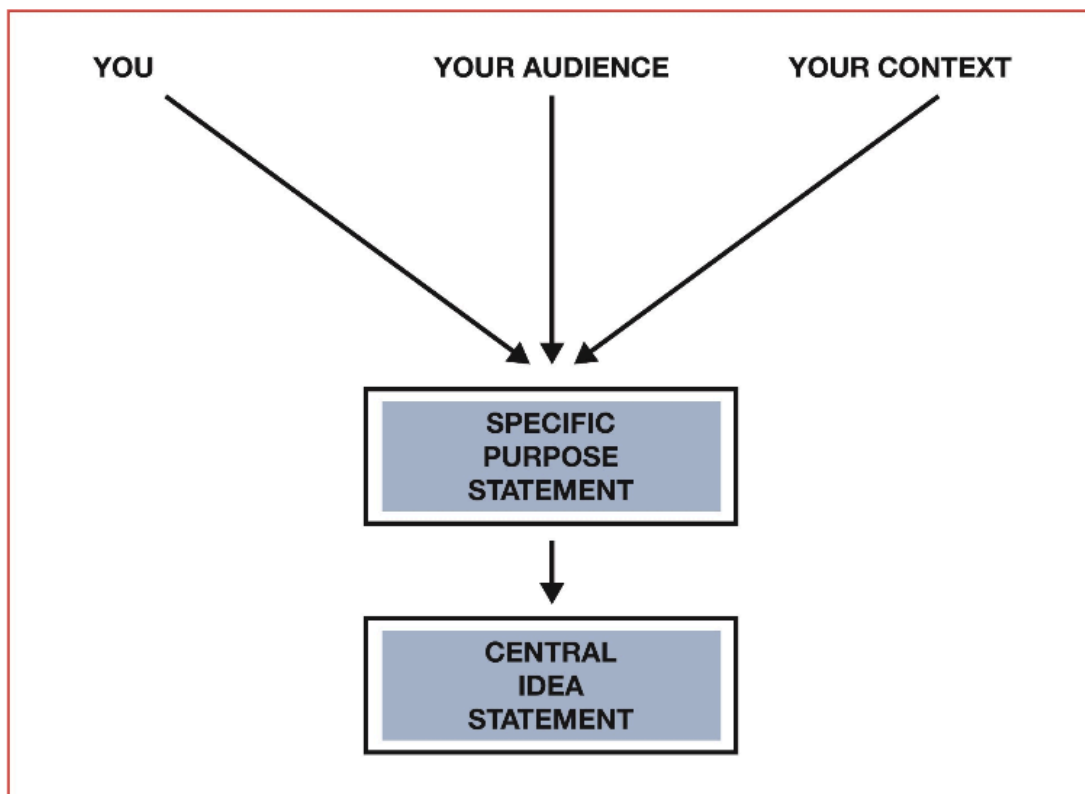 YOU
YOUR AUDIENCE
YOUR CONTEXT
SPECIFIC
PURPOSE
STATEMENT
CENTRAL
IDEA
STATEMENT